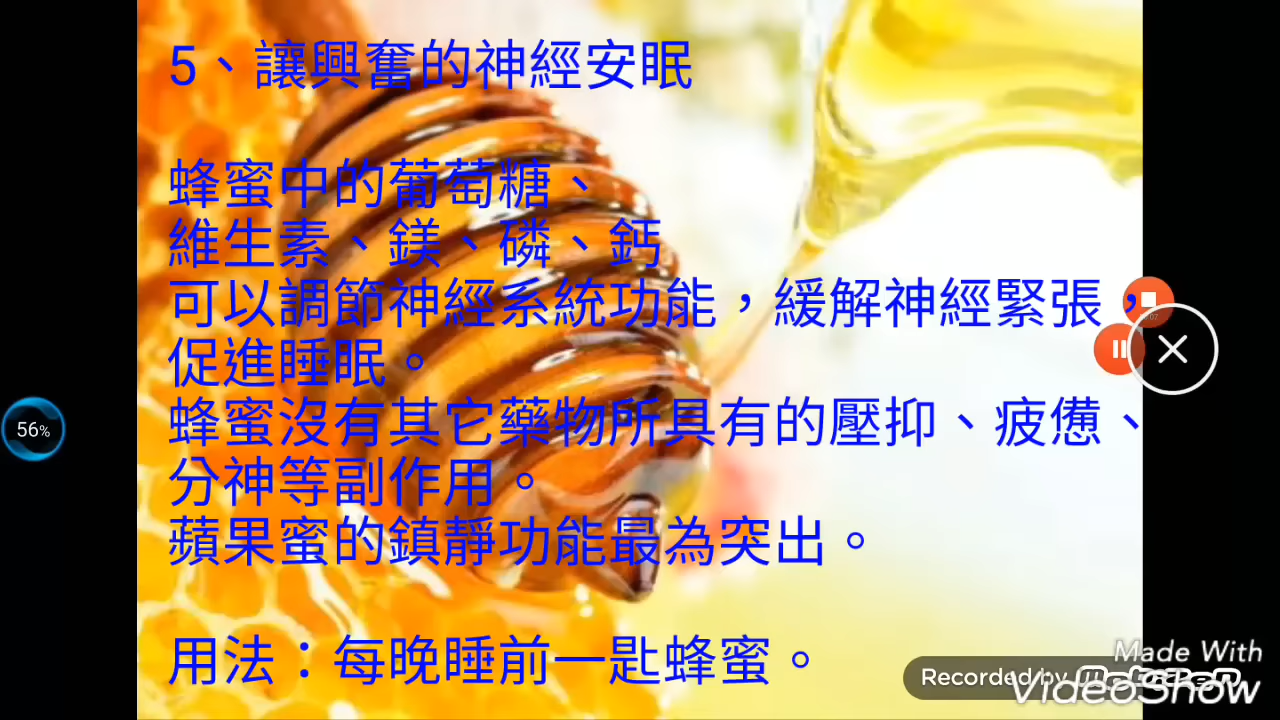 5、讓興奮的神經安眠
蜂蜜中的葡萄糖、
維生素、鎂、磷、鈣
可以調節神經系統功能，緩解神經緊張，
促進睡眠。
蜂蜜沒有其它藥物所具有的壓抑、疲憊、
分神等副作用。
蘋果蜜的鎮靜功能最為突出。
用法：每晚睡前一匙蜂蜜。
56%
Made With
Recorded by
VideoShow